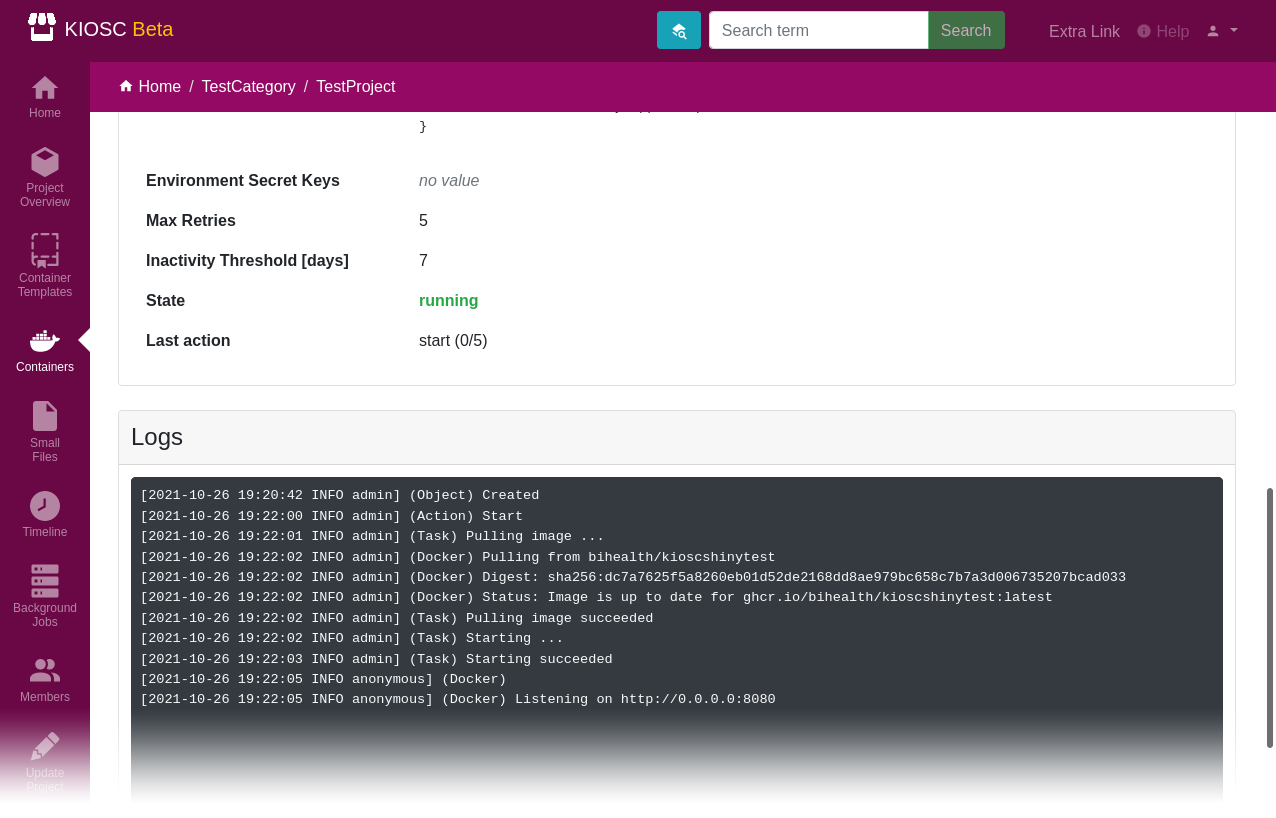 KIOSC Beta
Search term
Search
Extra Link
Help
Home / TestCategory / TestProject
Home
Project
Overview
Container
Templates
Containers
Small
Files
Timeline
Background
Jobs
Members
Update
Project
}
Environment Secret Keys no value
Max Retries 5
Inactivity Threshold [days] 7
State running
Last action start (0/5)
Logs
[2021-10-26 19:20:42 INFO admin] (Object) Created
[2021-10-26 19:22:00 INFO admin] (Action) Start
[2021-10-26 19:22:01 INFO admin] (Task) Pulling image ...
[2021-10-26 19:22:02 INFO admin] (Docker) Pulling from bihealth/kioscshinytest
[2021-10-26 19:22:02 INFO admin] (Docker) Digest: sha256:dc7a7625f5a8260eb01d52de2168dd8ae979bc658c7b7a3d006735207bcad033
[2021-10-26 19:22:02 INFO admin] (Docker) Status: Image is up to date for ghcr.io/bihealth/kioscshinytest:latest
[2021-10-26 19:22:02 INFO admin] (Task) Pulling image succeeded
[2021-10-26 19:22:02 INFO admin] (Task) Starting ...
[2021-10-26 19:22:03 INFO admin] (Task) Starting succeeded
[2021-10-26 19:22:05 INFO anonymous] (Docker)
[2021-10-26 19:22:05 INFO anonymous] (Docker) Listening on http://0.0.0.0:8080